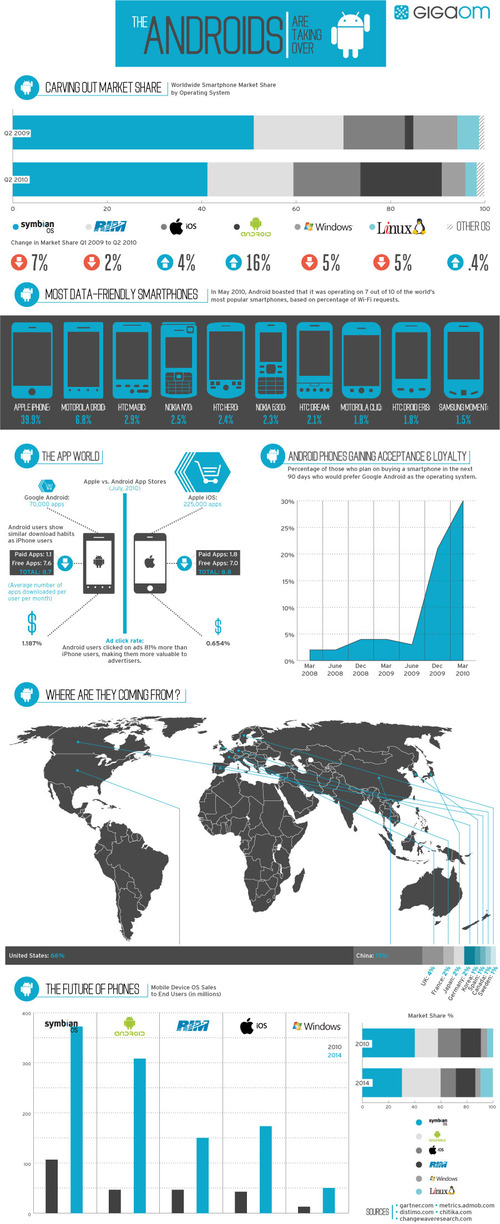 THE
ANDROIDS
ARE
TAKING
OVER
GIGAOM
CARVING OUT MARKET SHARE
Worldwide Smartphone Market Share
by Operating System
Q2 2009
Q2 2010
0 20 40 60 80 100
symbian OS
RIM
iOS
ANDROID
Windows
Linux
OTHER OS
Change in Market Share Q1 2009 to Q2 2010
7% 2% 4% 16% 5% 5% .4%
MOST DATA-FRIENDLY SMARTPHONES
In May 2010, Android boasted that it was operating on 7 out of 10 of the world's
most popular smartphones, based on percentage of Wi-Fi requests.
APPLE IPHONE: MOTOROLA DROID: HTC MAGIC: NOKIA N70: HTC HERO: NOKIA 6300: HTC DREAM: MOTOROLA CLIQ: HTC DROID ERIS: SAMSUNG MOMENT:
39.9% 6.8% 2.9% 2.5% 2.4% 2.3% 2.1% 1.8% 1.8% 1.5%
THE APP WORLD
Apple vs. Android App Stores
(July, 2010)
Google Android:
70,000 apps
Apple iOS:
225,000 apps
Android users show
similar download habits
as iPhone users
Paid Apps: 1.1
Free Apps: 7.6
TOTAL: 8.7
Paid Apps: 1.8
Free Apps: 7.0
TOTAL: 8.8
(Average number of
apps downloaded per
user per month)
$
1.187%
$
0.654%
Ad click rate:
Android users clicked on ads 81% more than
iPhone users, making them more valuable to
advertisers.
ANDROID PHONES GAINING ACCEPTANCE & LOYALTY
Percentage of those who plan on buying a smartphone in the next
90 days who would prefer Google Android as the operating system.
30%
25%
20%
15%
10%
5%
0%
Mar 2008
June 2008
Dec 2008
Mar 2009
June 2009
Dec 2009
Mar 2010
WHERE ARE THEY COMING FROM?
United States: 66%
China:
UK: 4%
France: 2%
Japan: 2%
Germany: 2%
Korea: 1%
Spain: 1%
Canada: 1%
Sweden: 1%
THE FUTURE OF PHONES
Mobile Device OS Sales
to End Users (in millions)
400
300
200
100
0
symbian OS
ANDROID
RIM
iOS
Windows
2010
2014
Market Share %
2010
2014
0 20 40 60 80 100
symbian OS
ANDROID
iOS
RIM
Windows
Linux
SOURCES
• gartner.com • metrics.admob.com
• distimo.com • chitika.com
• changewaveresearch.com